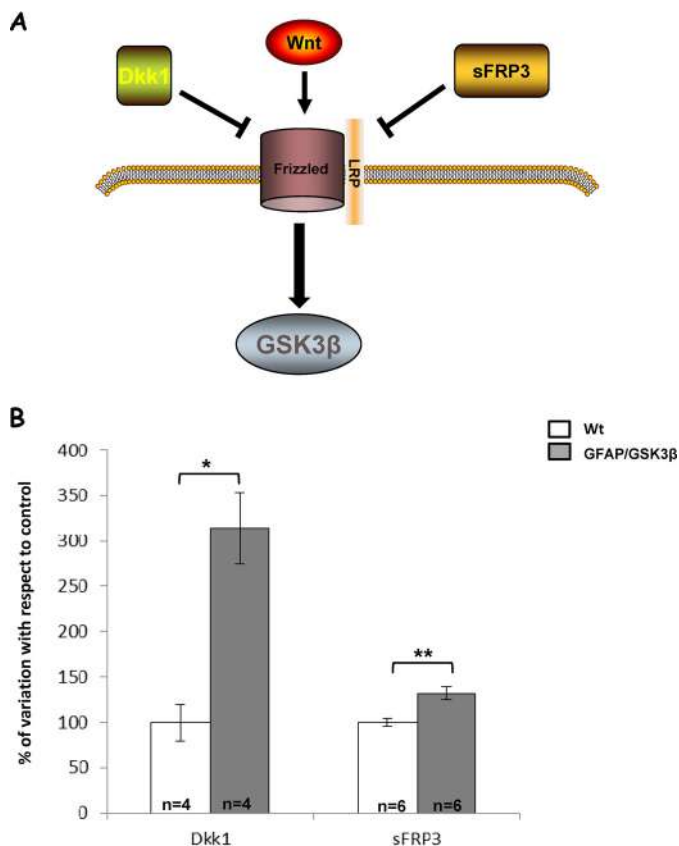 A
Wnt
Dkk1
sFRP3
Frizzled
LRP
GSK3β
B
Wt
GFAP/GSK3β
% of variation with respect to control
400
350
300
250
200
150
100
50
0
*
**
n=4
n=4
n=6
n=6
Dkk1
sFRP3